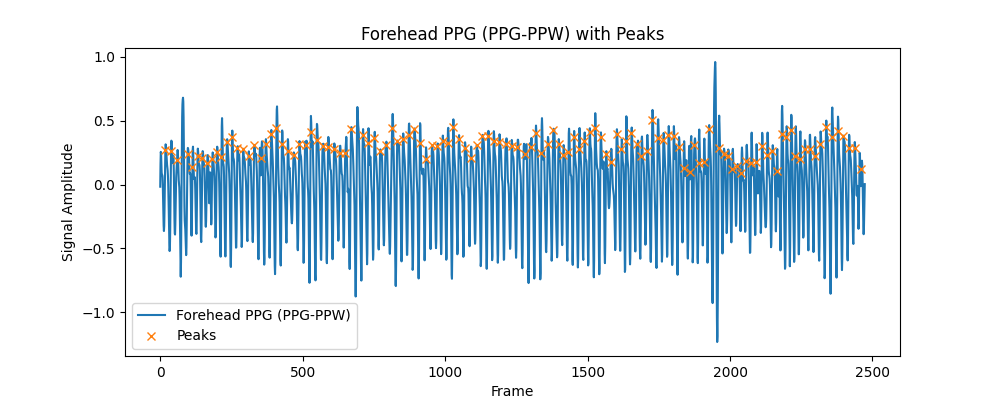 Forehead PPG (PPG-PPW) with Peaks
1.0
0.5
0.0
−0.5
−1.0
Signal Amplitude
Forehead PPG (PPG-PPW)
Peaks
0 500 1000 1500 2000 2500
Frame